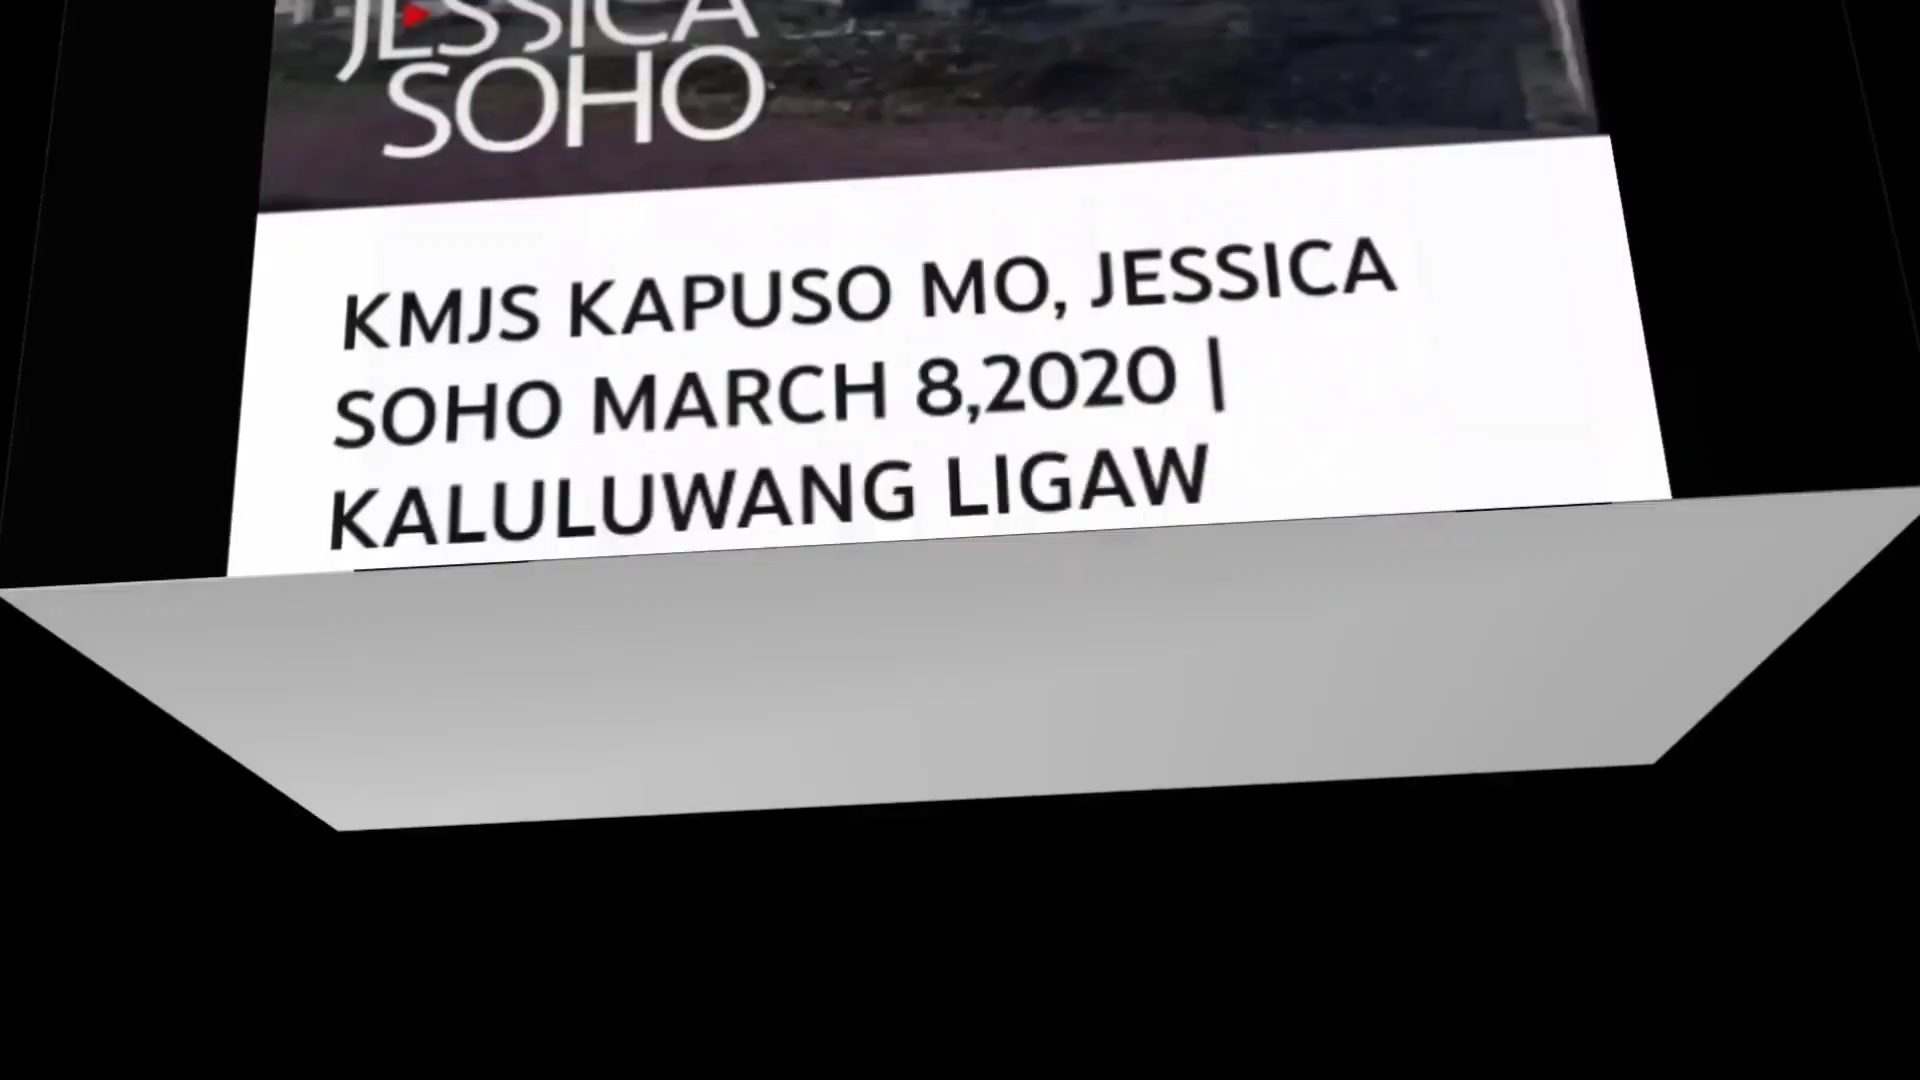 JESSICA
SOHO
KMJS KAPUSO MO, JESSICA
SOHO MARCH 8,2020 |
KALULUWANG LIGAW